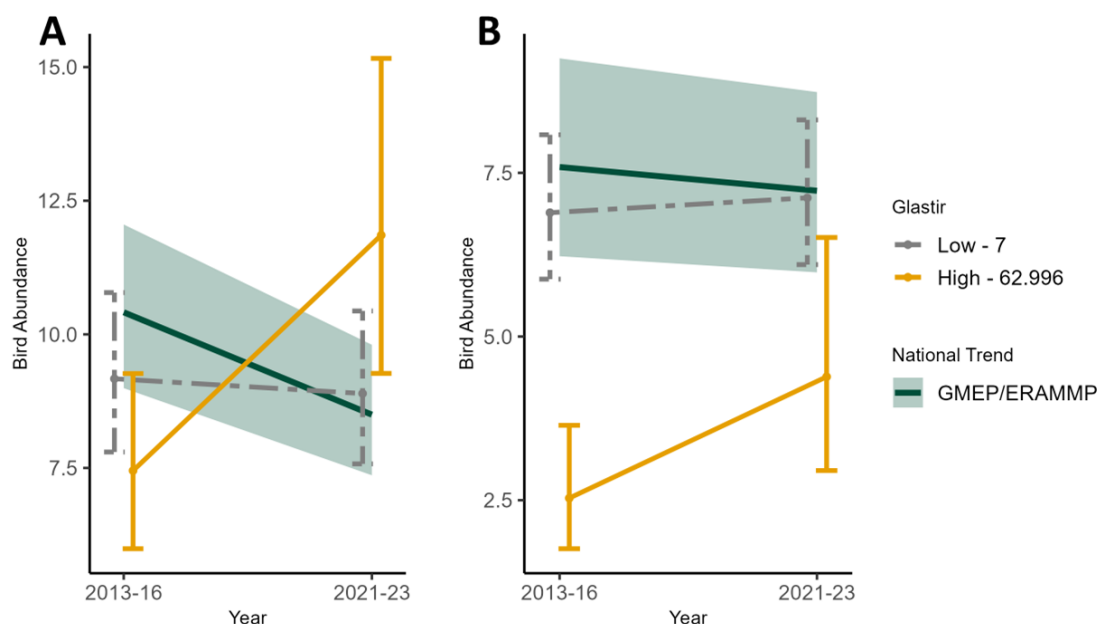 A
15.0
12.5
10.0
7.5
Bird Abundance
2013-16
2021-23
Year
B
7.5
5.0
2.5
Bird Abundance
2013-16
2021-23
Year
Glastir
Low - 7
High - 62.996
National Trend
GMEP/ERAMMP